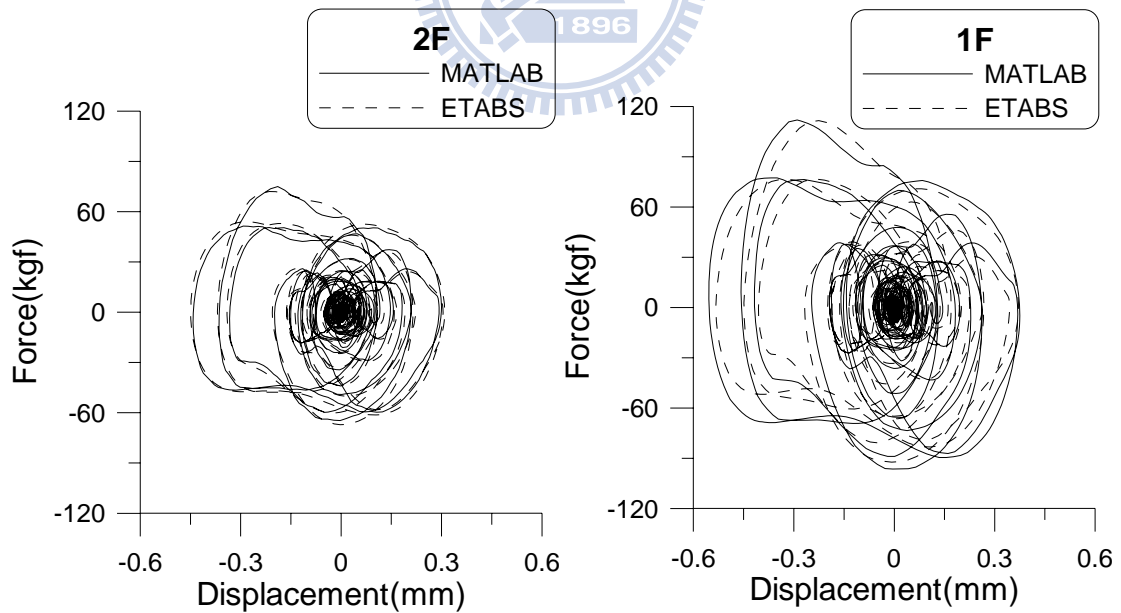 1896
2F
MATLAB
ETABS
120
60
0
-60
-120
Force(kgf)
-0.6
-0.3
0
0.3
0.6
Displacement(mm)
1F
MATLAB
ETABS
120
60
0
-60
-120
Force(kgf)
-0.6
-0.3
0
0.3
0.6
Displacement(mm)